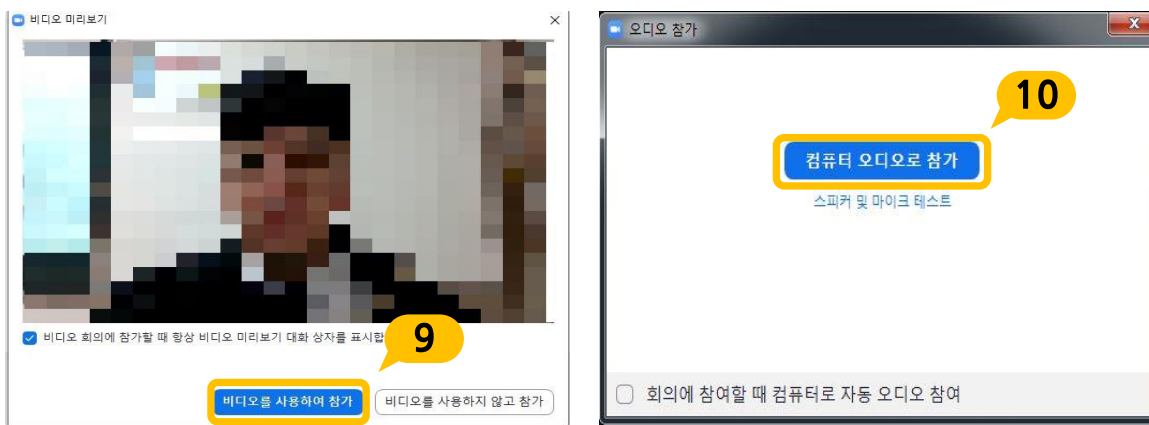 비디오 미리보기
비디오 회의에 참가할 때 항상 비디오 미리보기 대화 상자를 표시합
9
비디오를 사용하여 참가
비디오를 사용하지 않고 참가
오디오 참가
10
컴퓨터 오디오로 참가
스피커 및 마이크 테스트
회의에 참여할 때 컴퓨터로 자동 오디오 참여